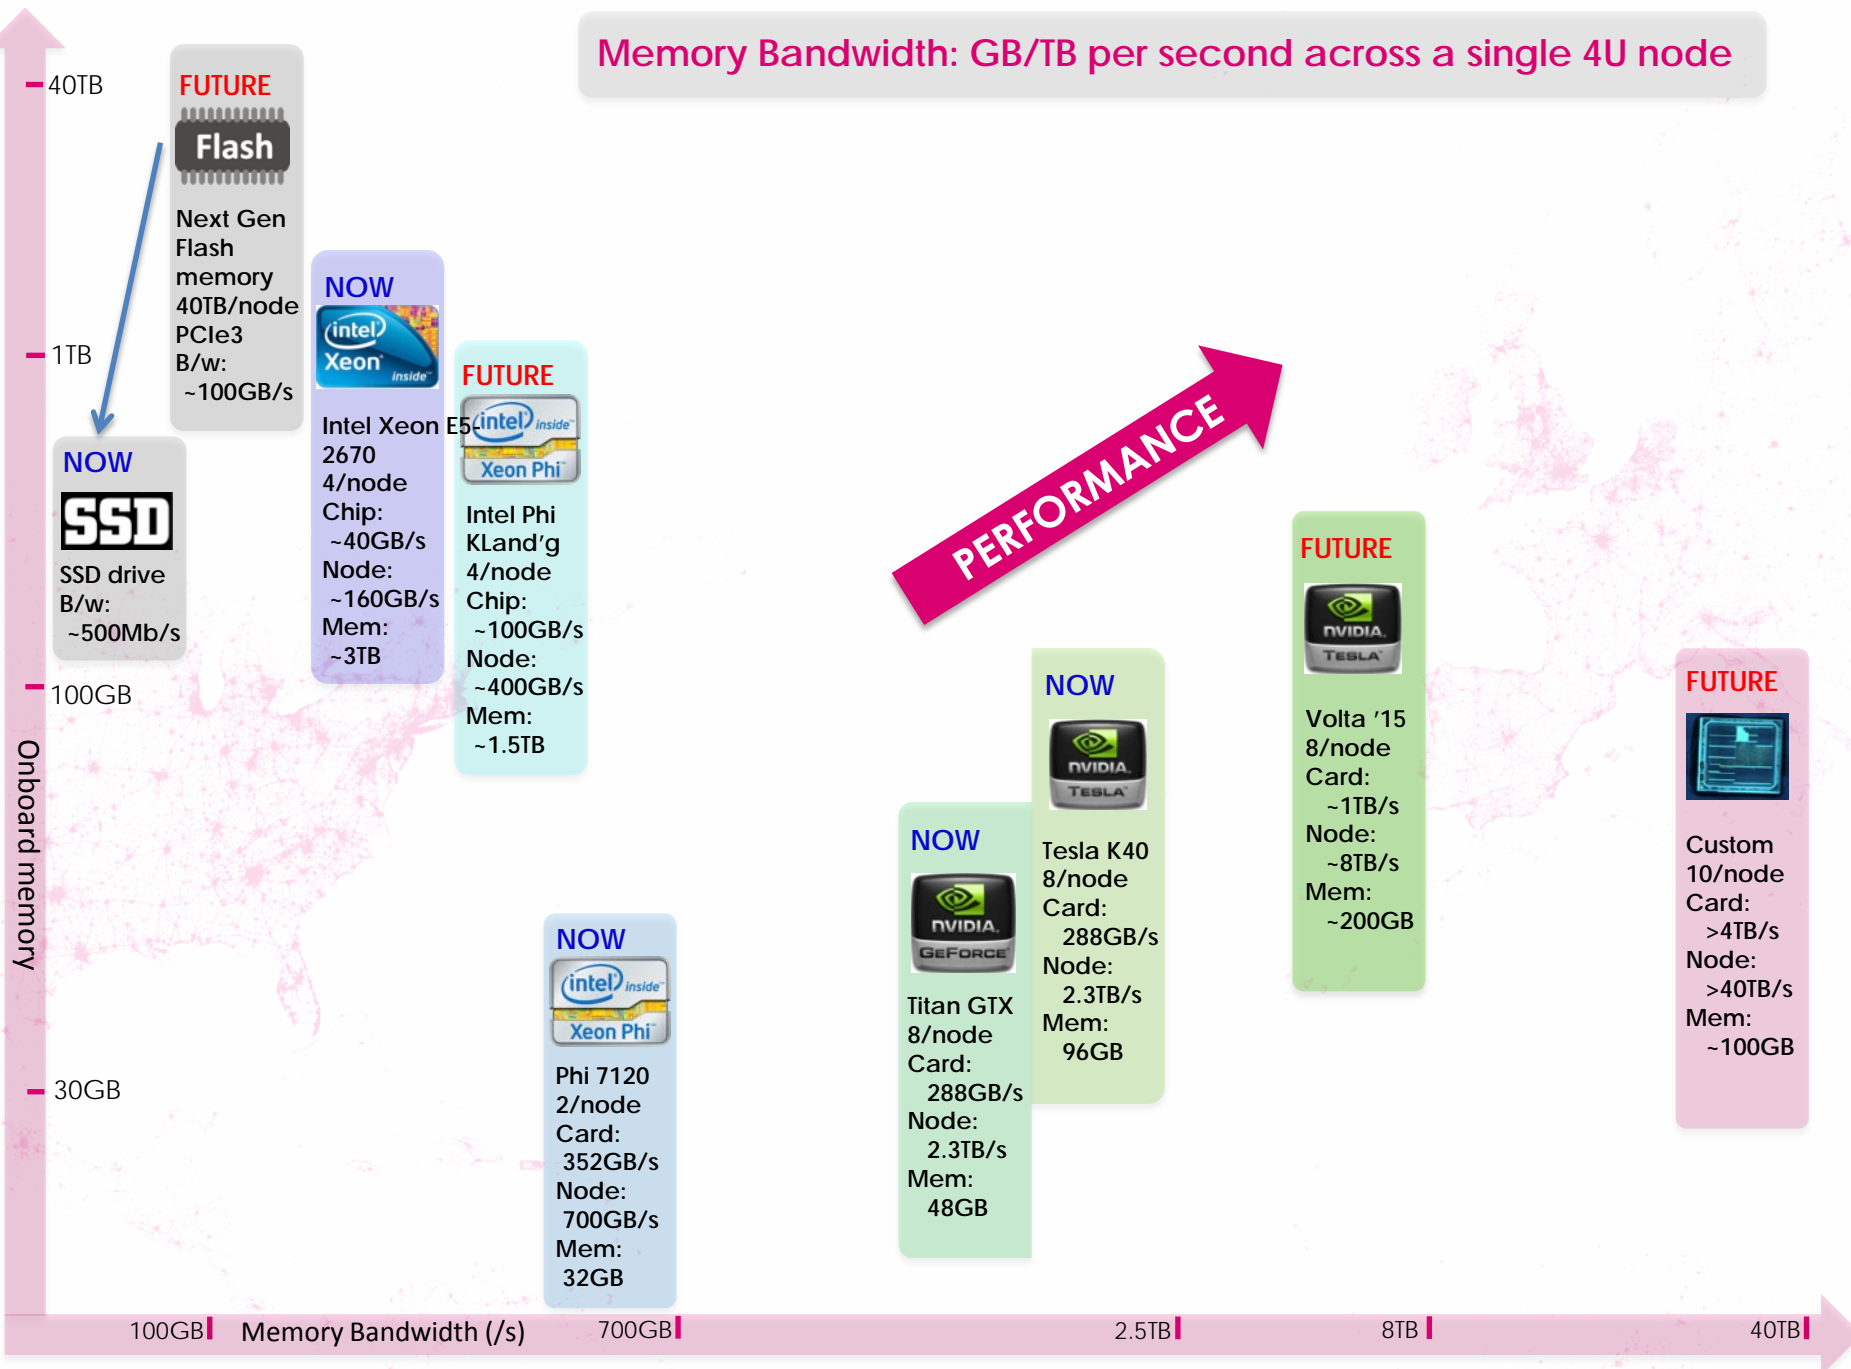 Memory Bandwidth: GB/TB per second across a single 4U node
40TB
1TB
100GB
30GB
Onboard memory
FUTURE
Flash
Next Gen
Flash
memory
40TB/node
PCIe3
B/w:
~100GB/s
NOW
SSD
SSD drive
B/w:
~500Mb/s
NOW
intel
Xeon
inside™
Intel Xeon E5-
2670
4/node
Chip:
~40GB/s
Node:
~160GB/s
Mem:
~3TB
FUTURE
intel inside™
Xeon Phi™
Intel Phi
KLand'g
4/node
Chip:
~100GB/s
Node:
~400GB/s
Mem:
~1.5TB
NOW
intel inside™
Xeon Phi™
Phi 7120
2/node
Card:
352GB/s
Node:
700GB/s
Mem:
32GB
PERFORMANCE
NOW
NVIDIA.
GEFORCE
Titan GTX
8/node
Card:
288GB/s
Node:
2.3TB/s
Mem:
48GB
NOW
NVIDIA.
TESLA
Tesla K40
8/node
Card:
288GB/s
Node:
2.3TB/s
Mem:
96GB
FUTURE
NVIDIA.
TESLA
Volta '15
8/node
Card:
~1TB/s
Node:
~8TB/s
Mem:
~200GB
FUTURE
Custom
10/node
Card:
>4TB/s
Node:
>40TB/s
Mem:
~100GB
100GB
Memory Bandwidth (/s)
700GB
2.5TB
8TB
40TB